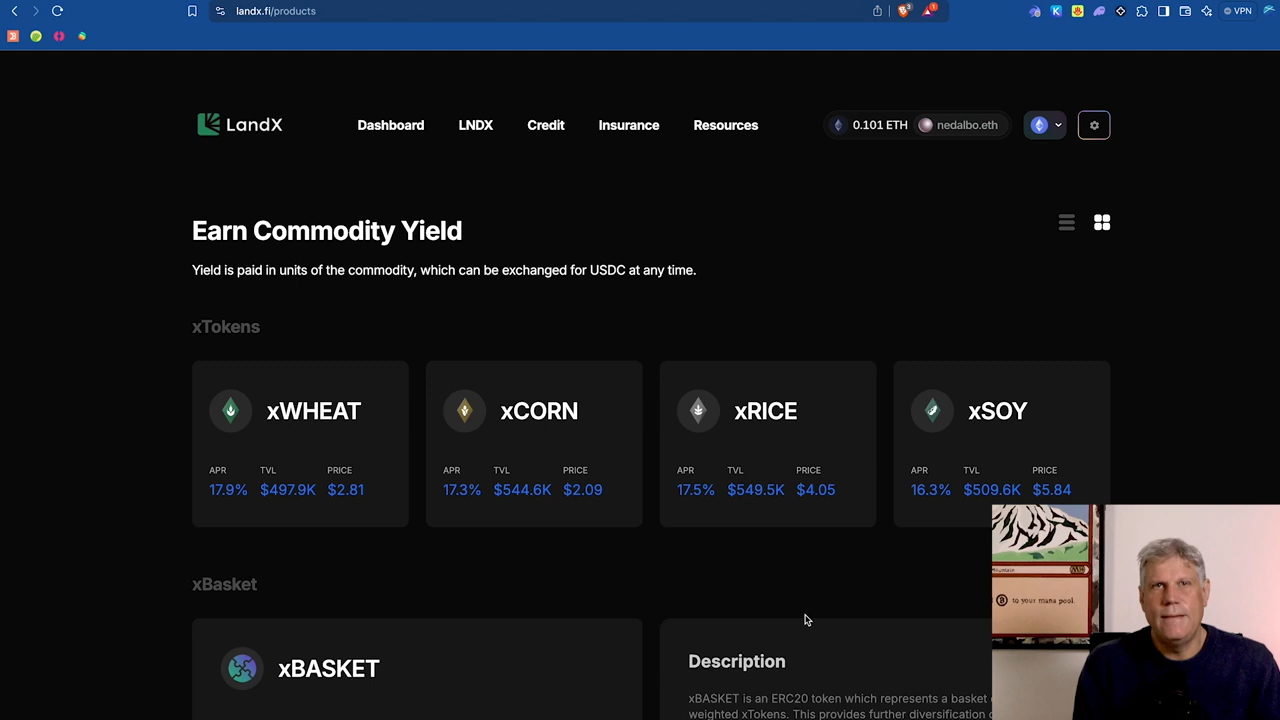 landx.fi/products
VPN
LandX
Dashboard
LNDX
Credit
Insurance
Resources
0.101 ETH
nedalbo.eth
Earn Commodity Yield
Yield is paid in units of the commodity, which can be exchanged for USDC at any time.
xTokens
xWHEAT
APR TVL PRICE
17.9% $497.9K $2.81
xCORN
APR TVL PRICE
17.3% $544.6K $2.09
xRICE
APR TVL PRICE
17.5% $549.5K $4.05
xSOY
APR TVL PRICE
16.3% $509.6K $5.84
xBasket
xBASKET
Description
xBASKET is an ERC20 token which represents a basket
weighted xTokens. This provides further diversification
Mountain
to your mana pool.